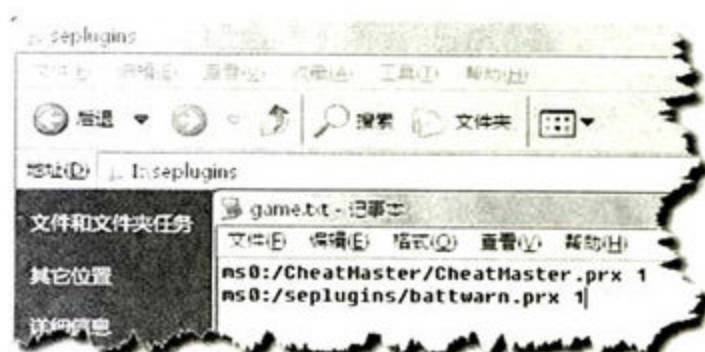 seplugins
文件(F) 编辑(E) 查看(V) 收藏(A) 工具(T) 帮助(H)
后退 搜索 文件夹
地址(D) I:\seplugins
文件和文件夹任务
game.txt - 记事本
文件(F) 编辑(E) 格式(O) 查看(V) 帮助(H)
其它位置
ms0:/CheatMaster/CheatMaster.prx 1
ms0:/seplugins/battwarn.prx 1
详细信息